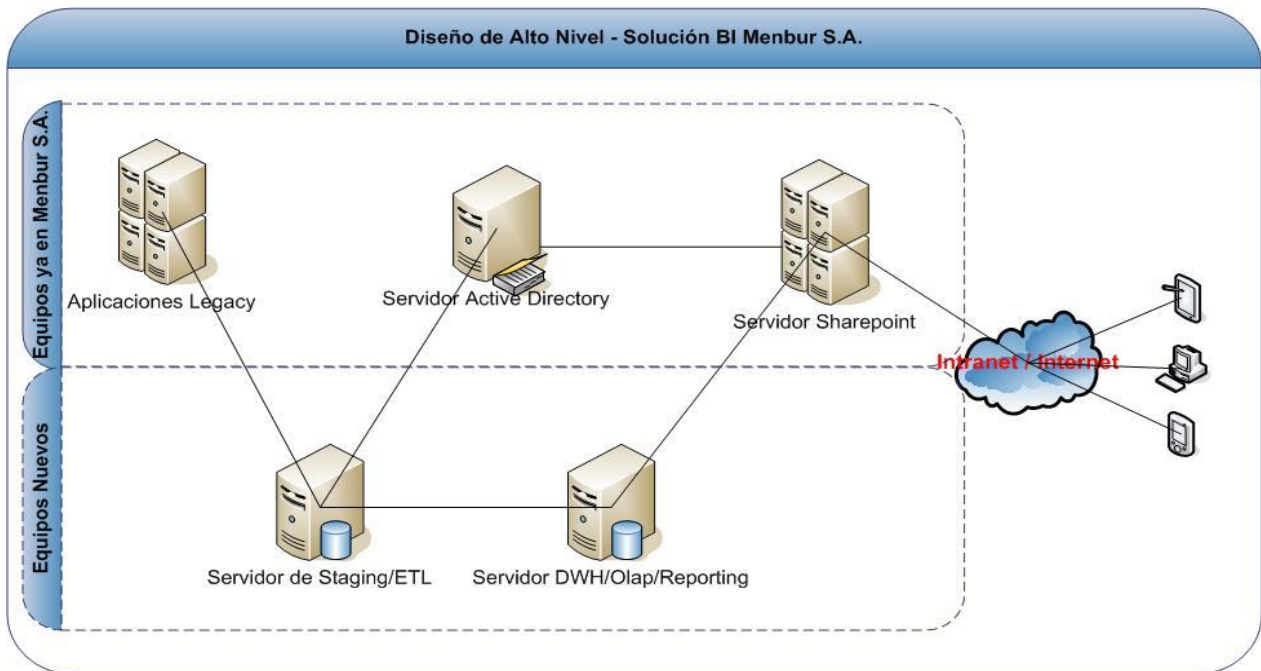 Diseño de Alto Nivel - Solución BI Menbur S.A.
Equipos ya en Menbur S.A.
Aplicaciones Legacy
Servidor Active Directory
Servidor Sharepoint
Intranet / Internet
Equipos Nuevos
Servidor de Staging/ETL
Servidor DWH/Olap/Reporting